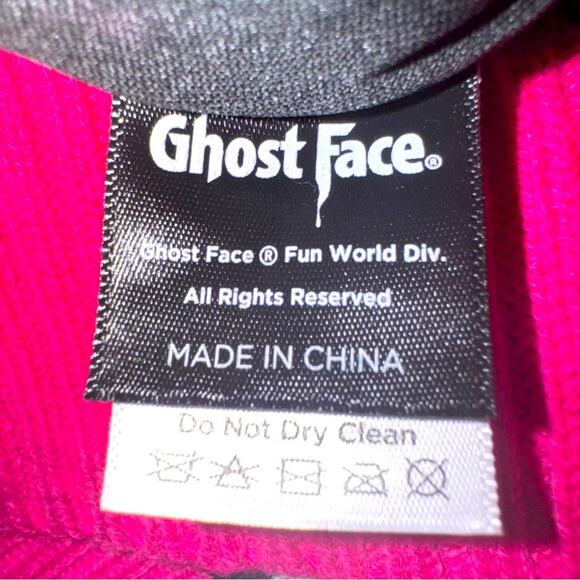 Ghost Face®
Ghost Face ® Fun World Div.
All Rights Reserved
MADE IN CHINA
Do Not Dry Clean